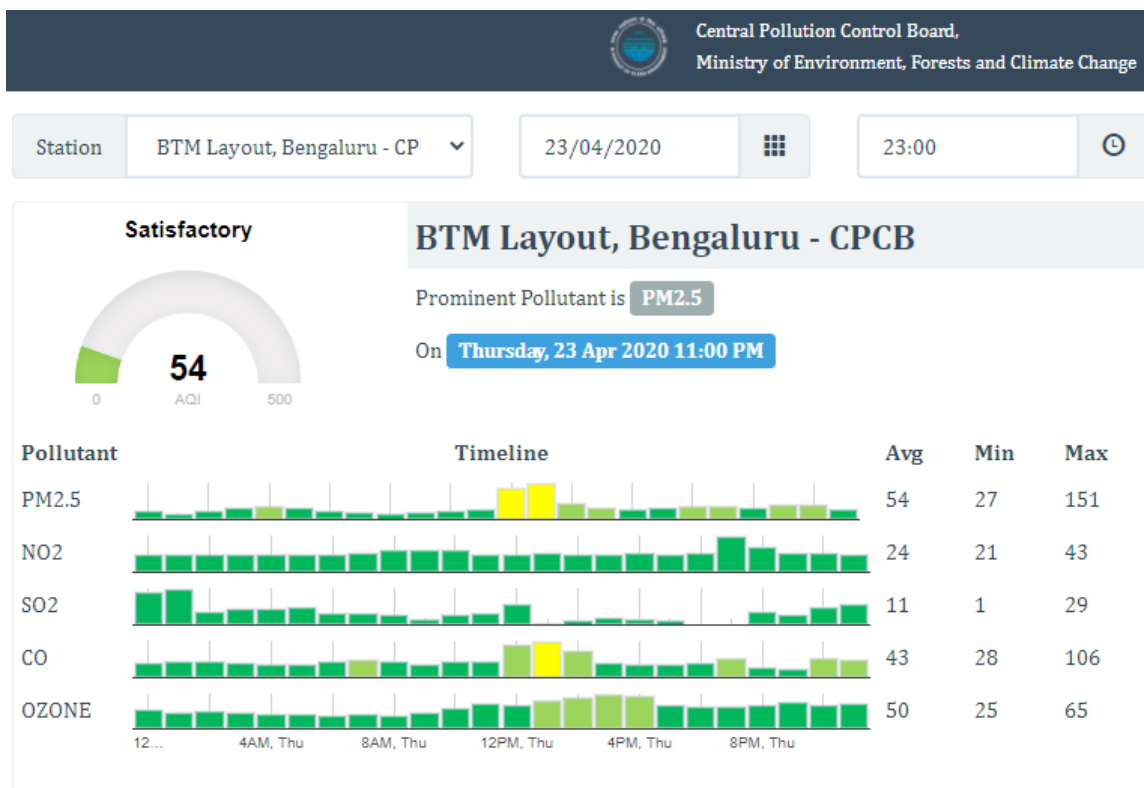 Central Pollution Control Board,
Ministry of Environment, Forests and Climate Change
Station BTM Layout, Bengaluru - CP 23/04/2020 23:00
Satisfactory
54
0 AQI 500
BTM Layout, Bengaluru - CPCB
Prominent Pollutant is PM2.5
On Thursday, 23 Apr 2020 11:00 PM
Pollutant Timeline Avg Min Max
PM2.5 54 27 151
NO2 24 21 43
SO2 11 1 29
CO 43 28 106
OZONE 50 25 65
12... 4AM, Thu 8AM, Thu 12PM, Thu 4PM, Thu 8PM, Thu